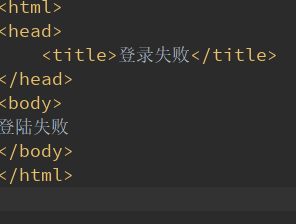 <html>
<head>
    <title>登录失败</title>
</head>
<body>
登陆失败
</body>
</html>